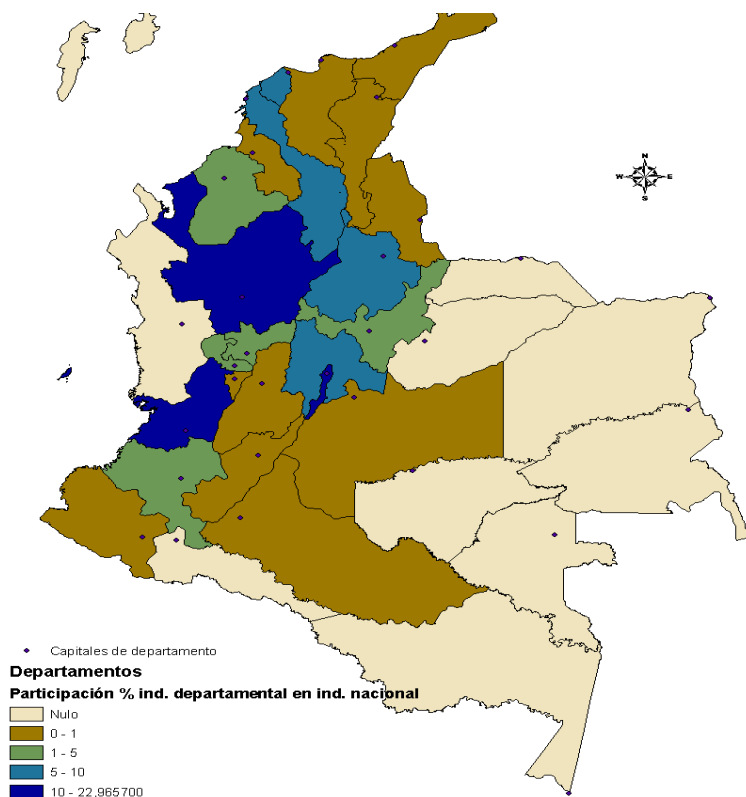 N
W E
S
Capitales de departamento
Departamentos
Participación % ind. departamental en ind. nacional
Nulo
0 - 1
1 - 5
5 - 10
10 - 22,965700